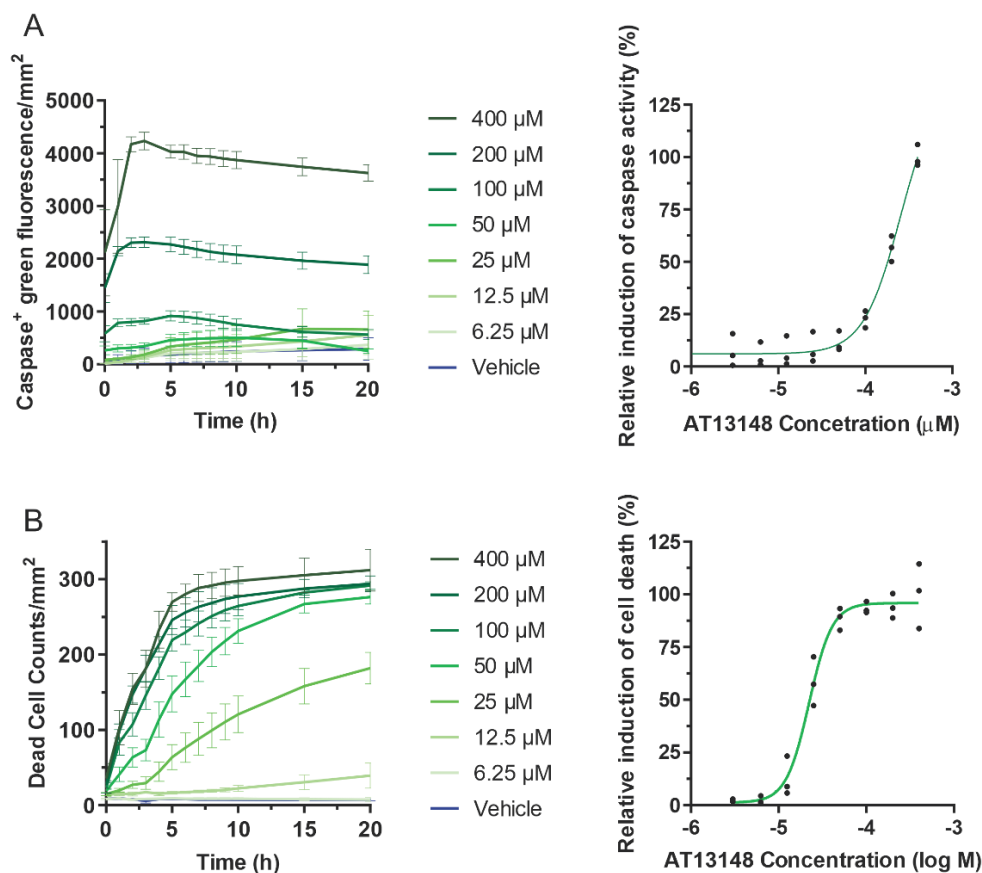 A
Caspase+ green fluorescence/mm²
5000
4000
3000
2000
1000
0
0
5
10
15
20
Time (h)
400 µM
200 µM
100 µM
50 µM
25 µM
12.5 µM
6.25 µM
Vehicle
Relative induction of caspase activity (%)
125
100
75
50
25
0
-6
-5
-4
-3
AT13148 Concetration (µM)
B
Dead Cell Counts/mm²
300
200
100
0
0
5
10
15
20
Time (h)
400 µM
200 µM
100 µM
50 µM
25 µM
12.5 µM
6.25 µM
Vehicle
Relative induction of cell death (%)
125
100
75
50
25
0
-6
-5
-4
-3
AT13148 Concentration (log M)